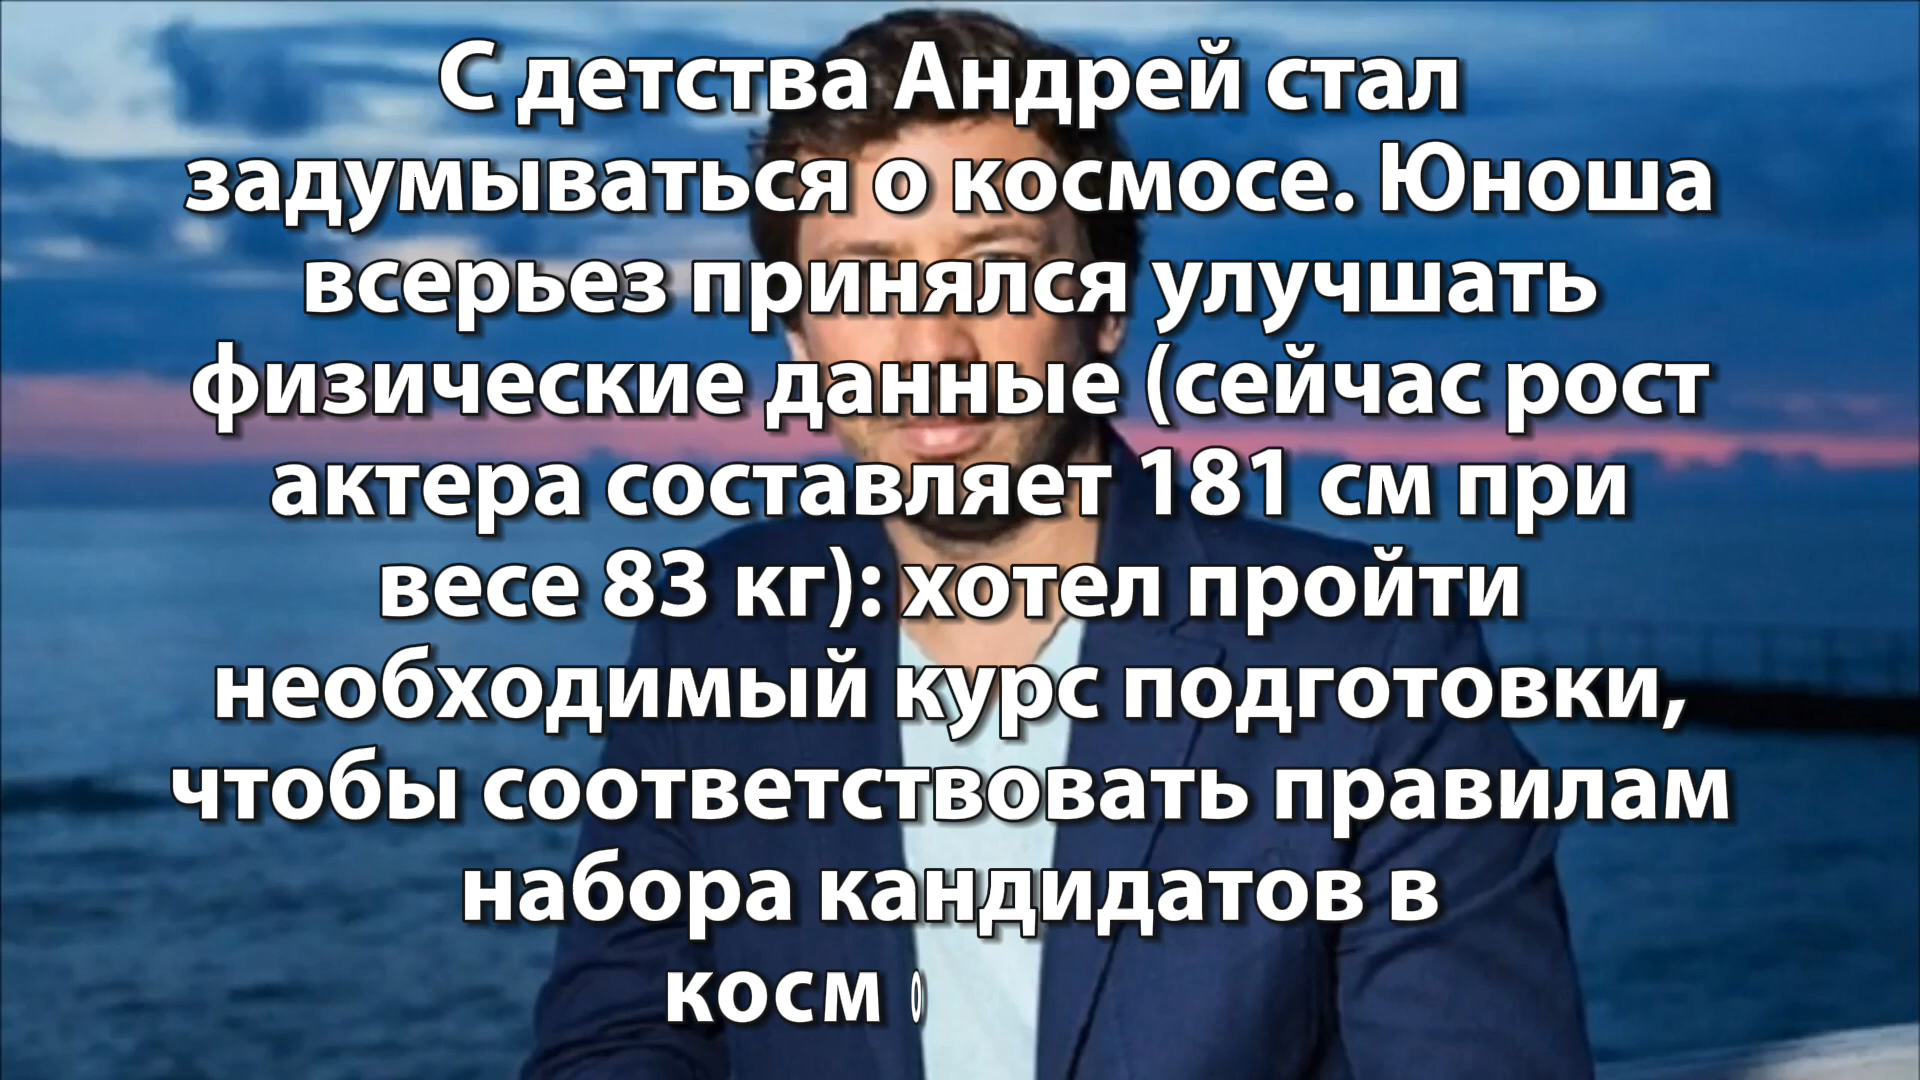 С детства Андрей стал
задумываться о космосе. Юноша
всерьез принялся улучшать
физические данные (сейчас рост
актера составляет 181 см при
весе 83 кг): хотел пройти
необходимый курс подготовки,
чтобы соответствовать правилам
набора кандидатов в
космо